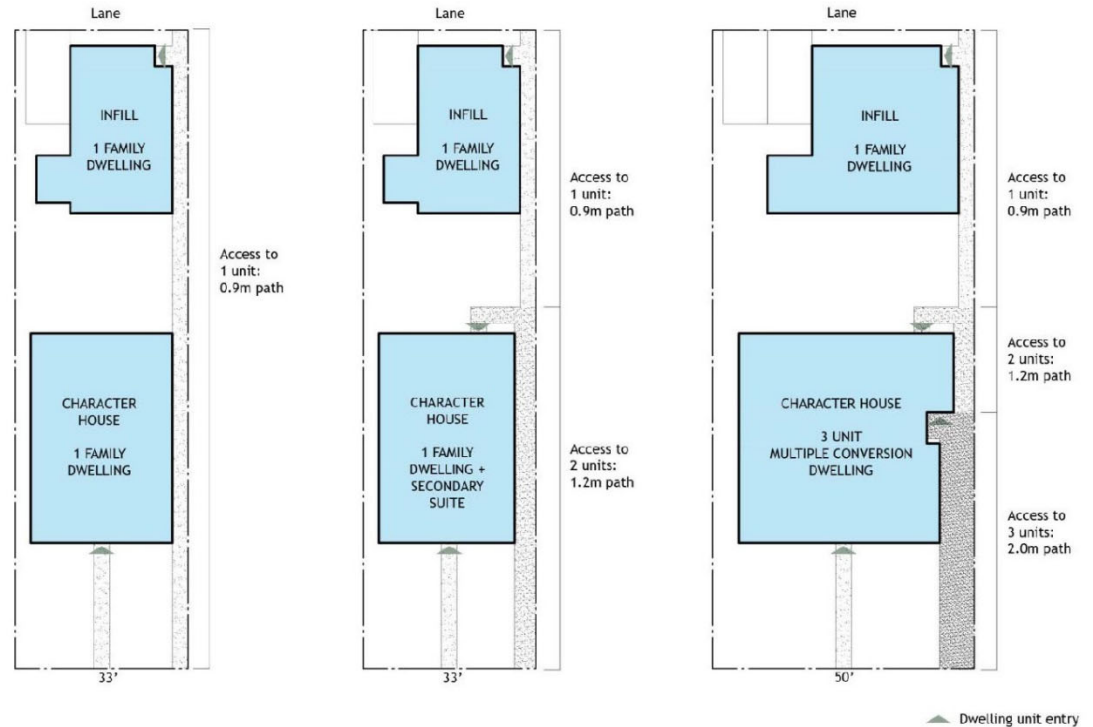 Lane
INFILL
1 FAMILY
DWELLING
Access to
1 unit:
0.9m path
CHARACTER
HOUSE
1 FAMILY
DWELLING
33'
Lane
INFILL
1 FAMILY
DWELLING
Access to
1 unit:
0.9m path
CHARACTER
HOUSE
1 FAMILY
DWELLING +
SECONDARY
SUITE
Access to
2 units:
1.2m path
33'
Lane
INFILL
1 FAMILY
DWELLING
Access to
1 unit:
0.9m path
Access to
2 units:
1.2m path
CHARACTER HOUSE
3 UNIT
MULTIPLE CONVERSION
DWELLING
Access to
3 units:
2.0m path
50'
Dwelling unit entry